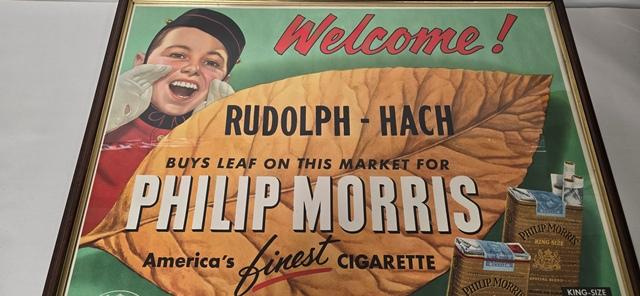 Welcome!
RUDOLPH - HACH
BUYS LEAF ON THIS MARKET FOR
PHILIP MORRIS
America's finest CIGARETTE
PHILIP MORRIS
KING-SIZE
PHILIP MORRIS
KING-SIZE